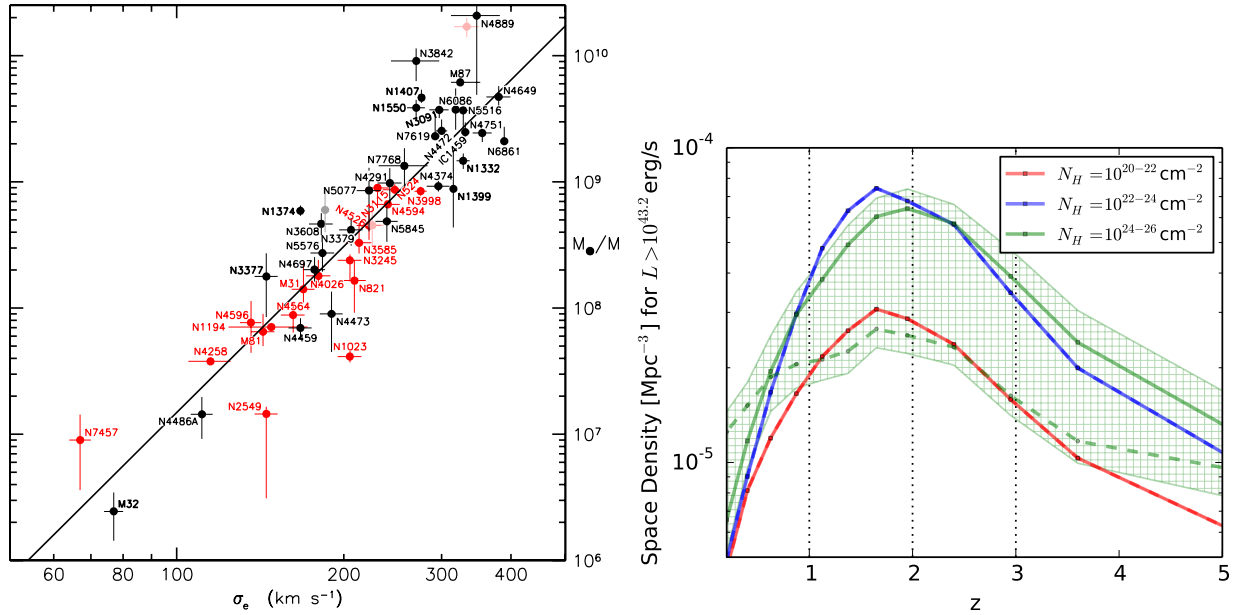 N4889
N3842
10^10
M87
N1407
N4649
N6086
N1550
N5516
N3091
N4751
N7619
N4472
IC1459
N6861
N7768
N1332
N4374
N4291
10^9
N5077
N1399
N3115
N524
N3998
N1374
N4526
N4594
N3608
N3379
N5845
N5576
N3585
M●/M
N4697
N3245
N3377
M31
N4026
N821
10^8
N4596
N4564
N1194
N4473
M81
N4459
N4258
N1023
N2549
N4486A
N7457
10^7
M32
10^6
60 80 100 200 300 400
σe (km s⁻¹)
Space Density [Mpc⁻³] for L >10^43.2 erg/s
10^-4
10^-5
N_H =10^20−22 cm⁻²
N_H =10^22−24 cm⁻²
N_H =10^24−26 cm⁻²
1 2 3 4 5
z